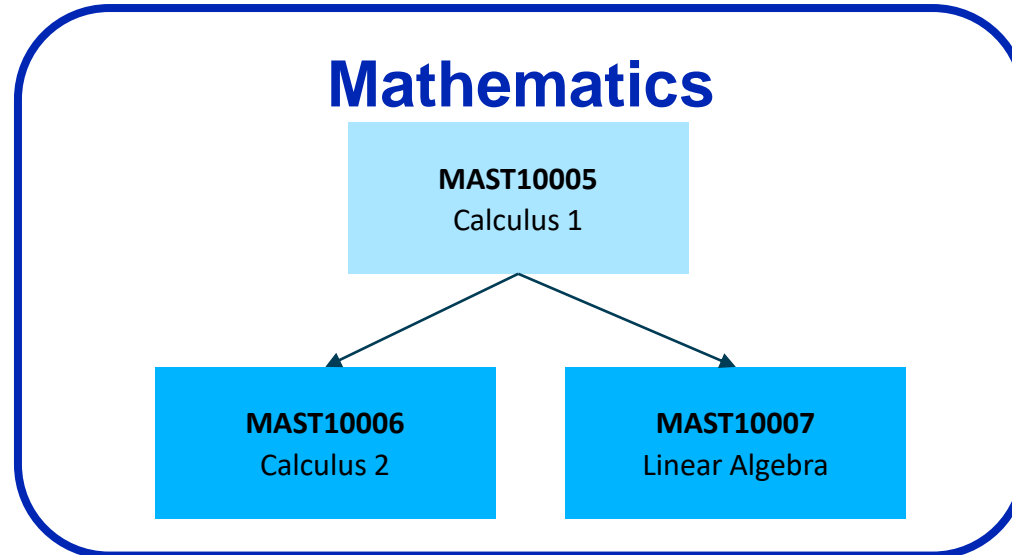 Mathematics
MAST10005
Calculus 1
MAST10006
Calculus 2
MAST10007
Linear Algebra